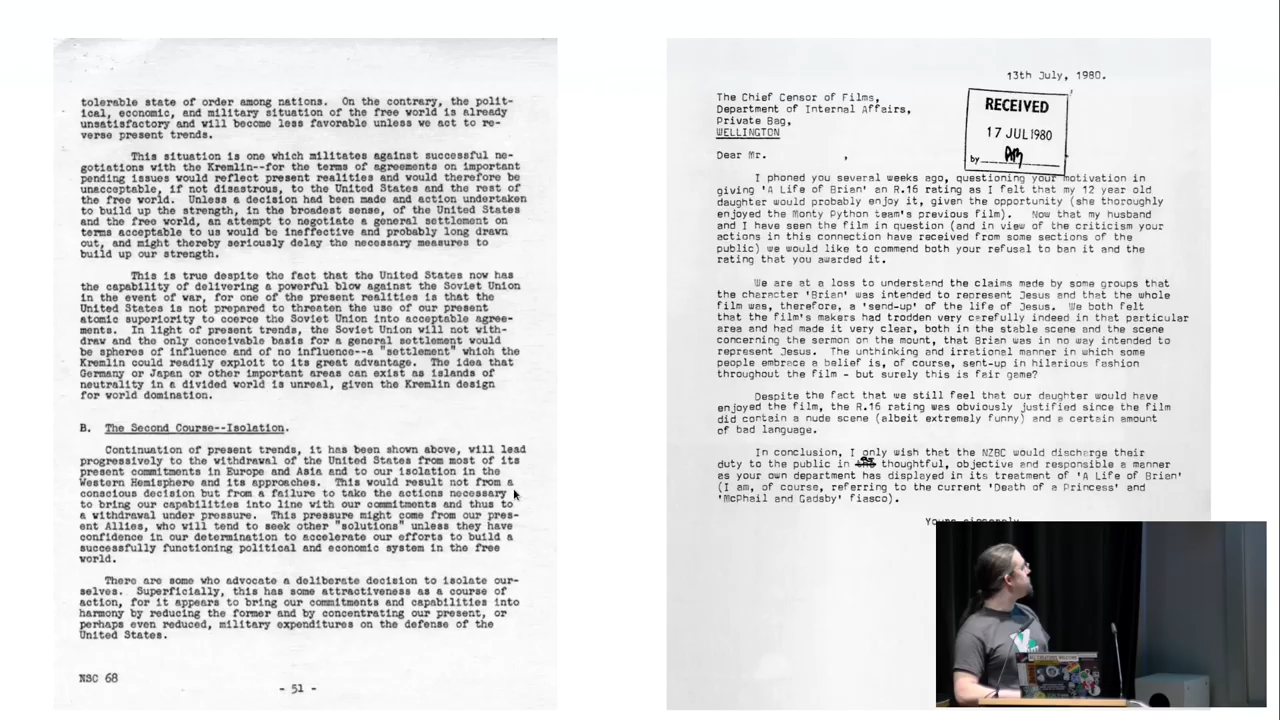 tolerable state of order among nations.  On the contrary, the polit-
ical, economic, and military situation of the free world is already
unsatisfactory and will become less favorable unless we act to re-
verse present trends.
This situation is one which militates against successful ne-
gotiations with the Kremlin--for the terms of agreements on important
pending issues would reflect present realities and would therefore be
unacceptable, if not disastrous, to the United States and the rest of
the free world.  Unless a decision had been made and action undertaken
to build up the strength, in the broadest sense, of the United States
and the free world, an attempt to negotiate a general settlement on
terms acceptable to us would be ineffective and probably long drawn
out, and might thereby seriously delay the necessary measures to
build up our strength.
This is true despite the fact that the United States now has
the capability of delivering a powerful blow against the Soviet Union
in the event of war, for one of the present realities is that the
United States is not prepared to threaten the use of our present
atomic superiority to coerce the Soviet Union into acceptable agree-
ments.  In light of present trends, the Soviet Union will not with-
draw and the only conceivable basis for a general settlement would
be spheres of influence and of no influence--a "settlement" which the
Kremlin could readily exploit to its great advantage.  The idea that
Germany or Japan or other important areas can exist as islands of
neutrality in a divided world is unreal, given the Kremlin design
for world domination.
B.  The Second Course--Isolation.
Continuation of present trends, it has been shown above, will lead
progressively to the withdrawal of the United States from most of its
present commitments in Europe and Asia and to our isolation in the
Western Hemisphere and its approaches.  This would result not from a
conscious decision but from a failure to take the actions necessary
to bring our capabilities into line with our commitments and thus to
a withdrawal under pressure.  This pressure might come from our pres-
ent Allies, who will tend to seek other "solutions" unless they have
confidence in our determination to accelerate our efforts to build a
successfully functioning political and economic system in the free
world.
There are some who advocate a deliberate decision to isolate our-
selves.  Superficially, this has some attractiveness as a course of
action, for it appears to bring our commitments and capabilities into
harmony by reducing the former and by concentrating our present, or
perhaps even reduced, military expenditures on the defense of the
United States.
NSC 68
- 51 -
13th July, 1980.
The Chief Censor of Films,
Department of Internal Affairs,
Private Bag,
WELLINGTON
RECEIVED
17 JUL 1980
by
Dear Mr.          ,
I phoned you several weeks ago, questioning your motivation in
giving 'A Life of Brian' an R.16 rating as I felt that my 12 year old
daughter would probably enjoy it, given the opportunity (she thoroughly
enjoyed the Monty Python team's previous film).  Now that my husband
and I have seen the film in question (and in view of the criticism your
actions in this connection have received from some sections of the
public) we would like to commend both your refusal to ban it and the
rating that you awarded it.
We are at a loss to understand the claims made by some groups that
the character 'Brian' was intended to represent Jesus and that the whole
film was, therefore, a 'send-up' of the life of Jesus.  We both felt
that the film's makers had trodden very carefully indeed in that particular
area and had made it very clear, both in the stable scene and the scene
concerning the sermon on the mount, that Brian was in no way intended to
represent Jesus.  The unthinking and irrational manner in which some
people embrace a belief is, of course, sent-up in hilarious fashion
throughout the film - but surely this is fair game?
Despite the fact that we still feel that our daughter would have
enjoyed the film, the R.16 rating was obviously justified since the film
did contain a nude scene (albeit extremely funny) and a certain amount
of bad language.
In conclusion, I only wish that the NZBC would discharge their
duty to the public in as thoughtful, objective and responsible a manner
as your own department has displayed in its treatment of 'A Life of Brian'
(I am, of course, referring to the current 'Death of a Princess' and
'McPhail and Gadsby' fiasco).
Yours sincerely